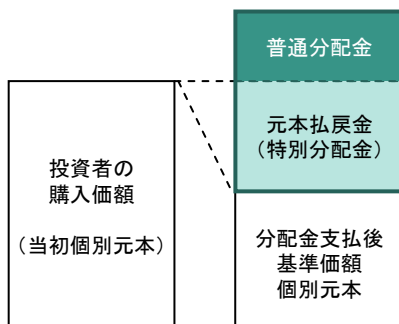 普通分配金
元本払戻金
（特別分配金）
投資者の
購入価額
（当初個別元本）
分配金支払後
基準価額
個別元本